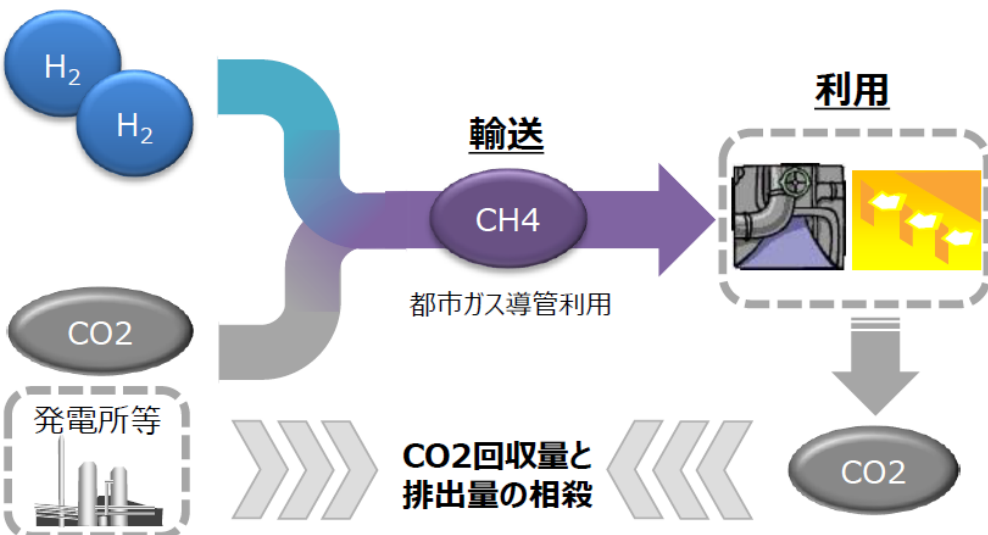 H₂
H₂
輸送
CH4
都市ガス導管利用
利用
CO2
発電所等
CO2回収量と
排出量の相殺
CO2